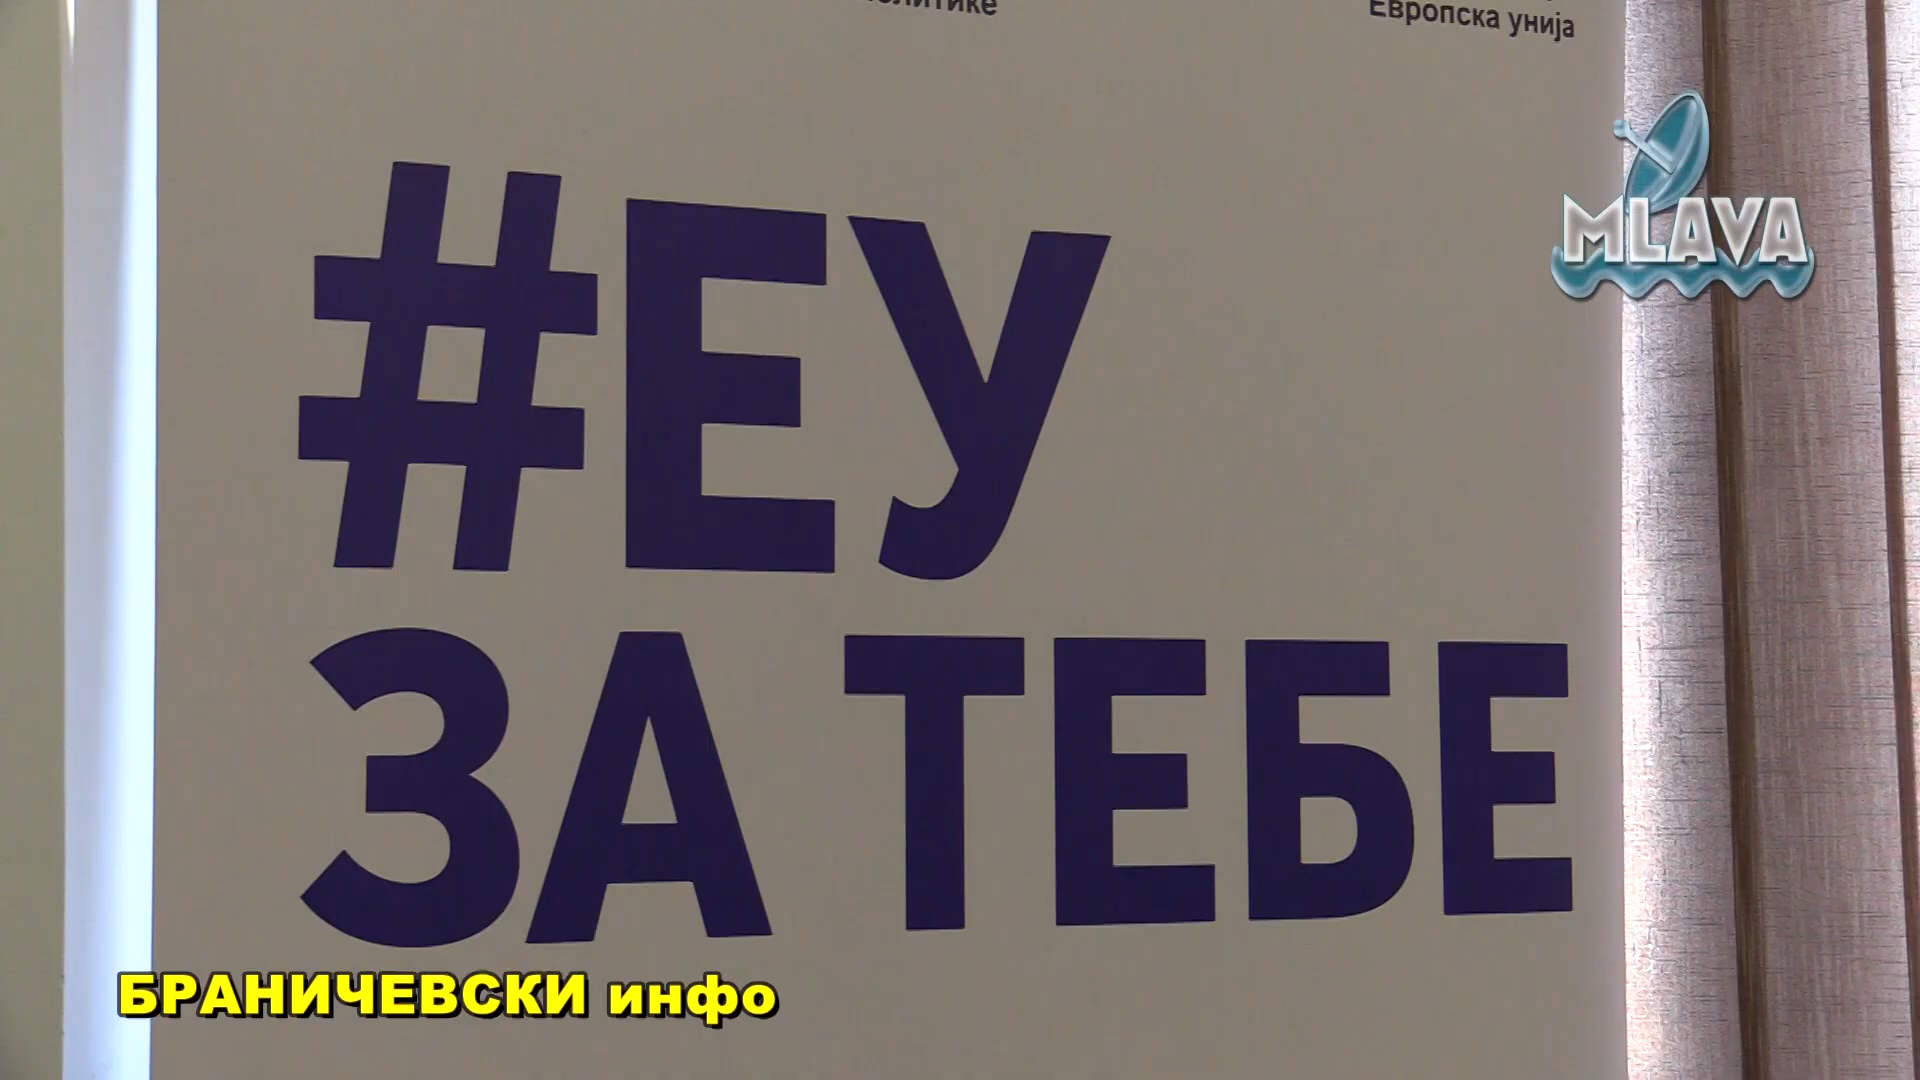 Европска унија
MLAVA
#ЕУ
ЗА ТЕБЕ
БРАНИЧЕВСКИ инфо